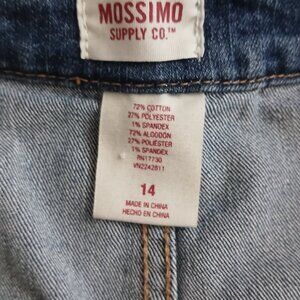 MOSSIMO
SUPPLY CO.™
72% COTTON
27% POLYESTER
1% SPANDEX
72% ALGODÓN
27% POLIÉSTER
1% SPANDEX
RN17730
VN2242811
14
MADE IN CHINA
HECHO EN CHINA